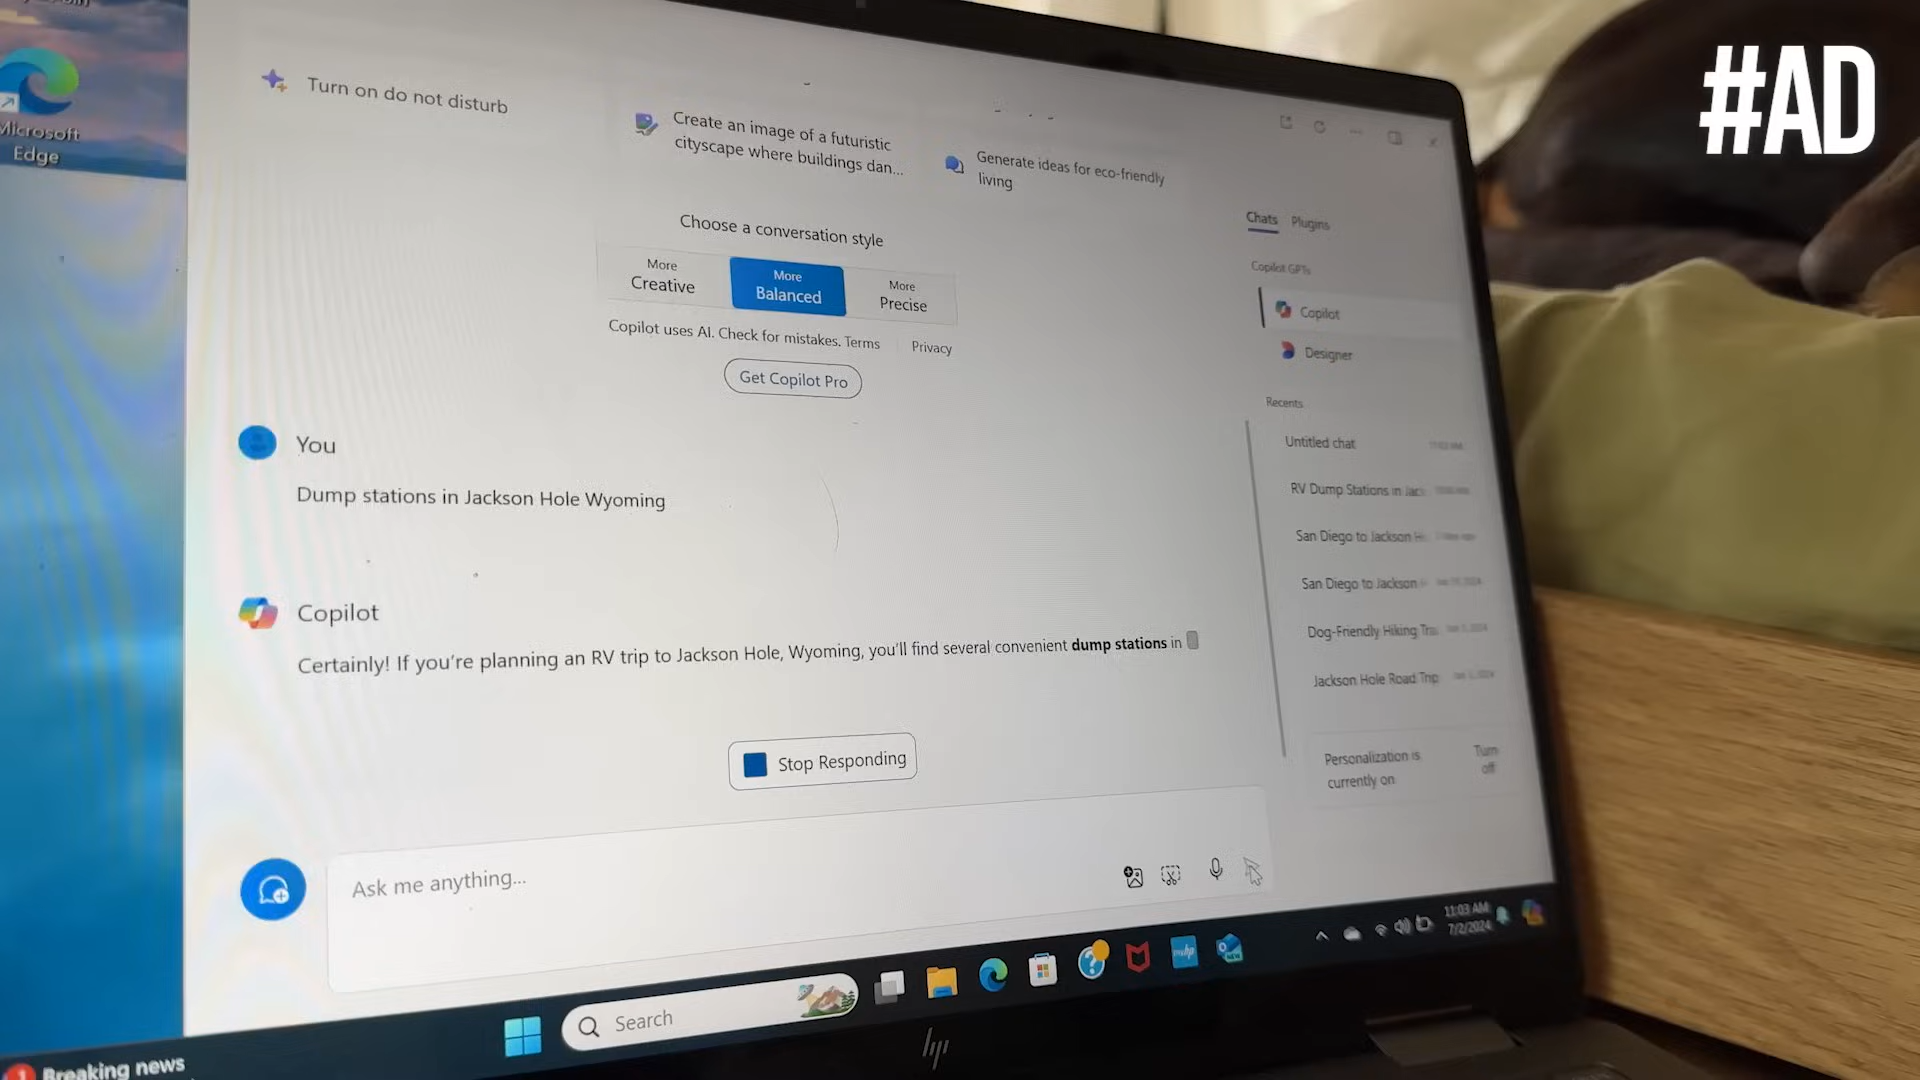 #AD
Microsoft
Edge
Turn on do not disturb
Create an image of a futuristic
cityscape where buildings dan...
Generate ideas for eco-friendly
living
Choose a conversation style
More
Creative
More
Balanced
More
Precise
Copilot uses AI. Check for mistakes. Terms
Privacy
Get Copilot Pro
Chats
Plugins
Copilot GPTs
Copilot
Designer
Recents
Untitled chat
RV Dump Stations in Jac
San Diego to Jackson H
San Diego to Jackson
Dog-Friendly Hiking Tra
Jackson Hole Road Trip
Personalization is
currently on
Turn
off
You
Dump stations in Jackson Hole Wyoming
Copilot
Certainly! If you're planning an RV trip to Jackson Hole, Wyoming, you'll find several convenient dump stations in
Stop Responding
Ask me anything...
Search
myhp
NEW
11:03 AM
7/2/2024
1
Breaking news
hp